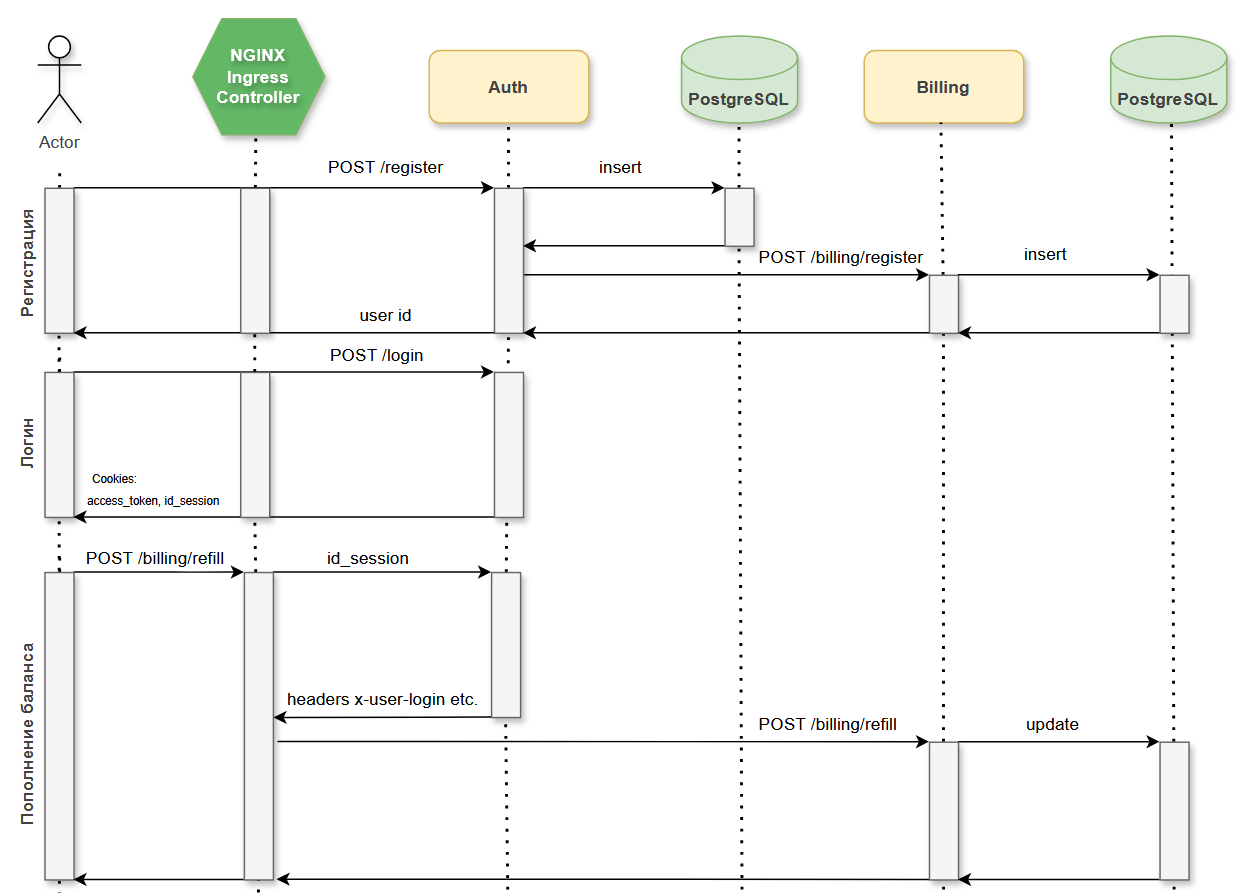 NGINX
Ingress
Controller
Auth
PostgreSQL
Billing
PostgreSQL
Actor
Регистрация
POST /register
insert
POST /billing/register
insert
user id
Логин
POST /login
Cookies:
access_token, id_session
Пополнение баланса
POST /billing/refill
id_session
headers x-user-login etc.
POST /billing/refill
update